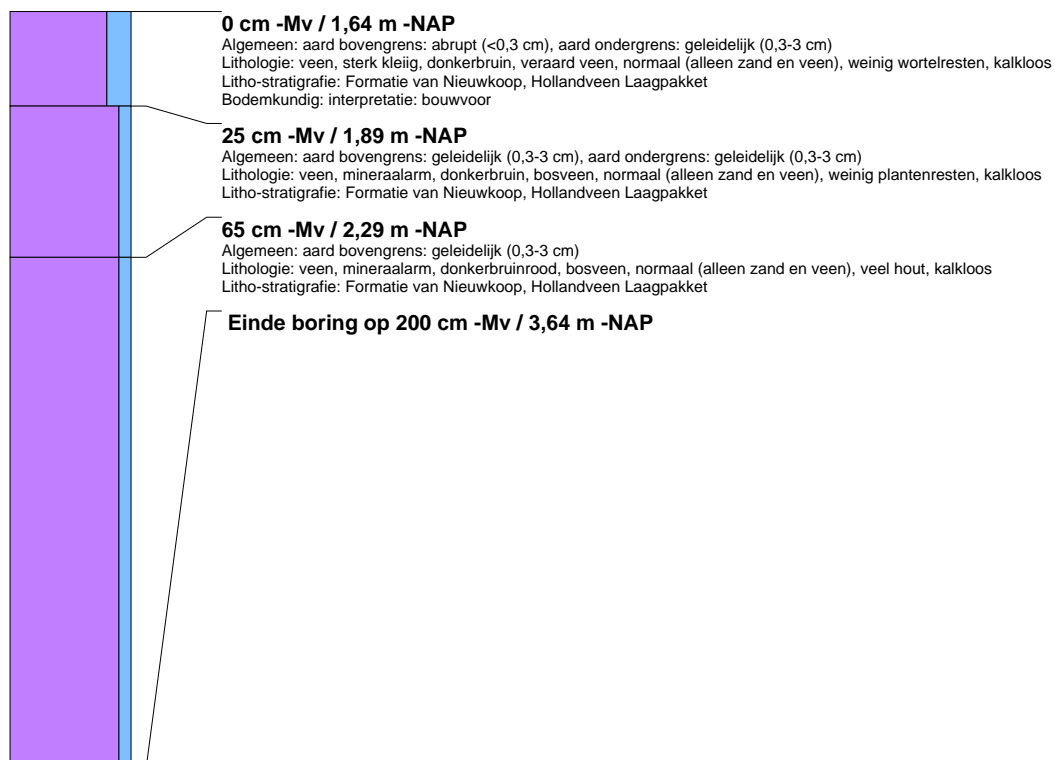 0 cm -Mv / 1,64 m -NAP
Algemeen: aard bovengrens: abrupt (<0,3 cm), aard ondergrens: geleidelijk (0,3-3 cm)
Lithologie: veen, sterk kleiig, donkerbruin, veraard veen, normaal (alleen zand en veen), weinig wortelresten, kalkloos
Litho-stratigrafie: Formatie van Nieuwkoop, Hollandveen Laagpakket
Bodemkundig: interpretatie: bouwvoor
25 cm -Mv / 1,89 m -NAP
Algemeen: aard bovengrens: geleidelijk (0,3-3 cm), aard ondergrens: geleidelijk (0,3-3 cm)
Lithologie: veen, mineraalarm, donkerbruin, bosveen, normaal (alleen zand en veen), weinig plantenresten, kalkloos
Litho-stratigrafie: Formatie van Nieuwkoop, Hollandveen Laagpakket
65 cm -Mv / 2,29 m -NAP
Algemeen: aard bovengrens: geleidelijk (0,3-3 cm)
Lithologie: veen, mineraalarm, donkerbruinrood, bosveen, normaal (alleen zand en veen), veel hout, kalkloos
Litho-stratigrafie: Formatie van Nieuwkoop, Hollandveen Laagpakket
Einde boring op 200 cm -Mv / 3,64 m -NAP